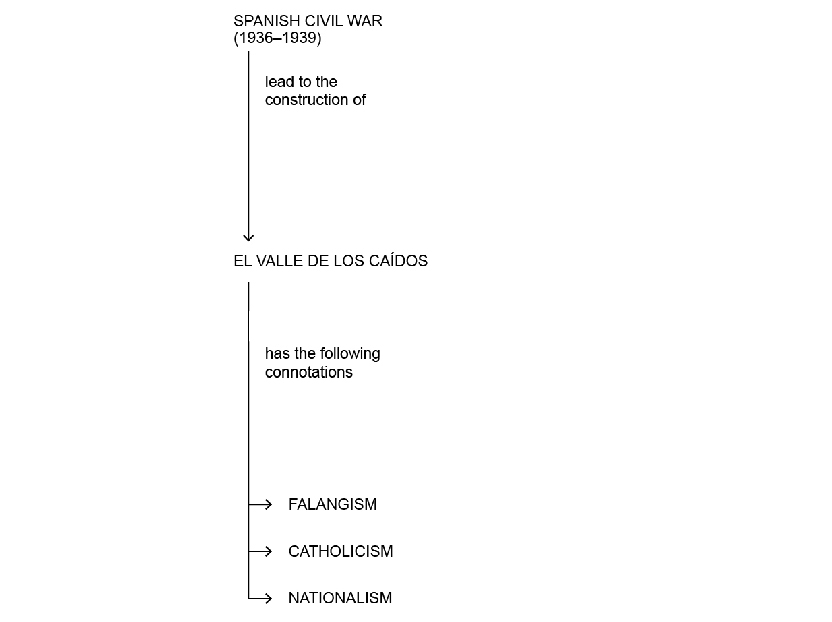 SPANISH CIVIL WAR
(1936–1939)
lead to the
construction of
EL VALLE DE LOS CAÍDOS
has the following
connotations
FALANGISM
CATHOLICISM
NATIONALISM